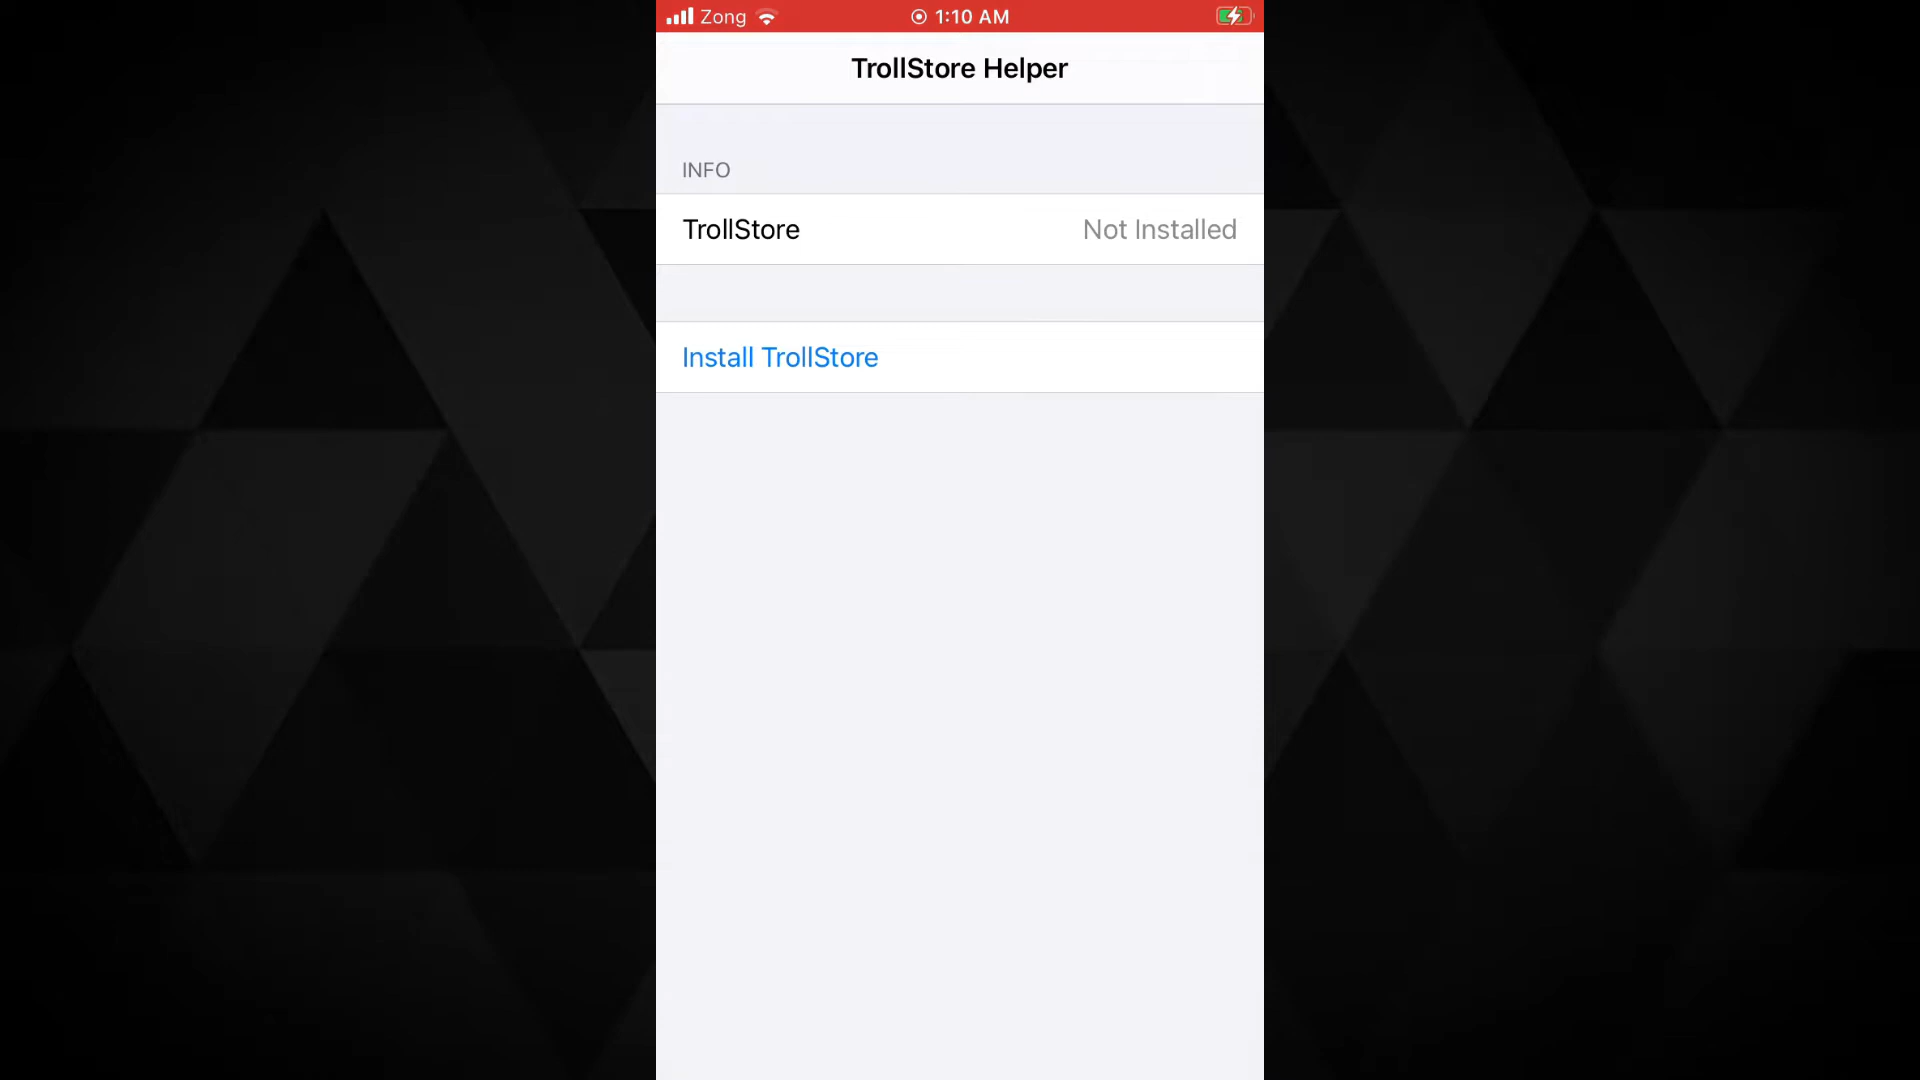 Zong 1:10 AM
TrollStore Helper
INFO
TrollStore Not Installed
Install TrollStore